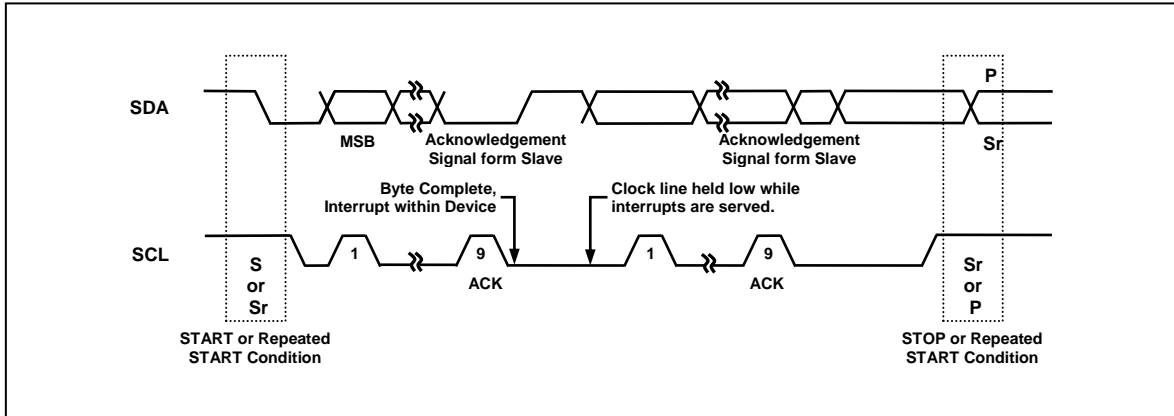 P
SDA
MSB
Acknowledgement
Signal form Slave
Acknowledgement
Signal form Slave
Sr
Byte Complete,
Interrupt within Device
Clock line held low while
interrupts are served.
SCL
1
9
1
9
ACK
ACK
S
or
Sr
Sr
or
P
START or Repeated
START Condition
STOP or Repeated
START Condition